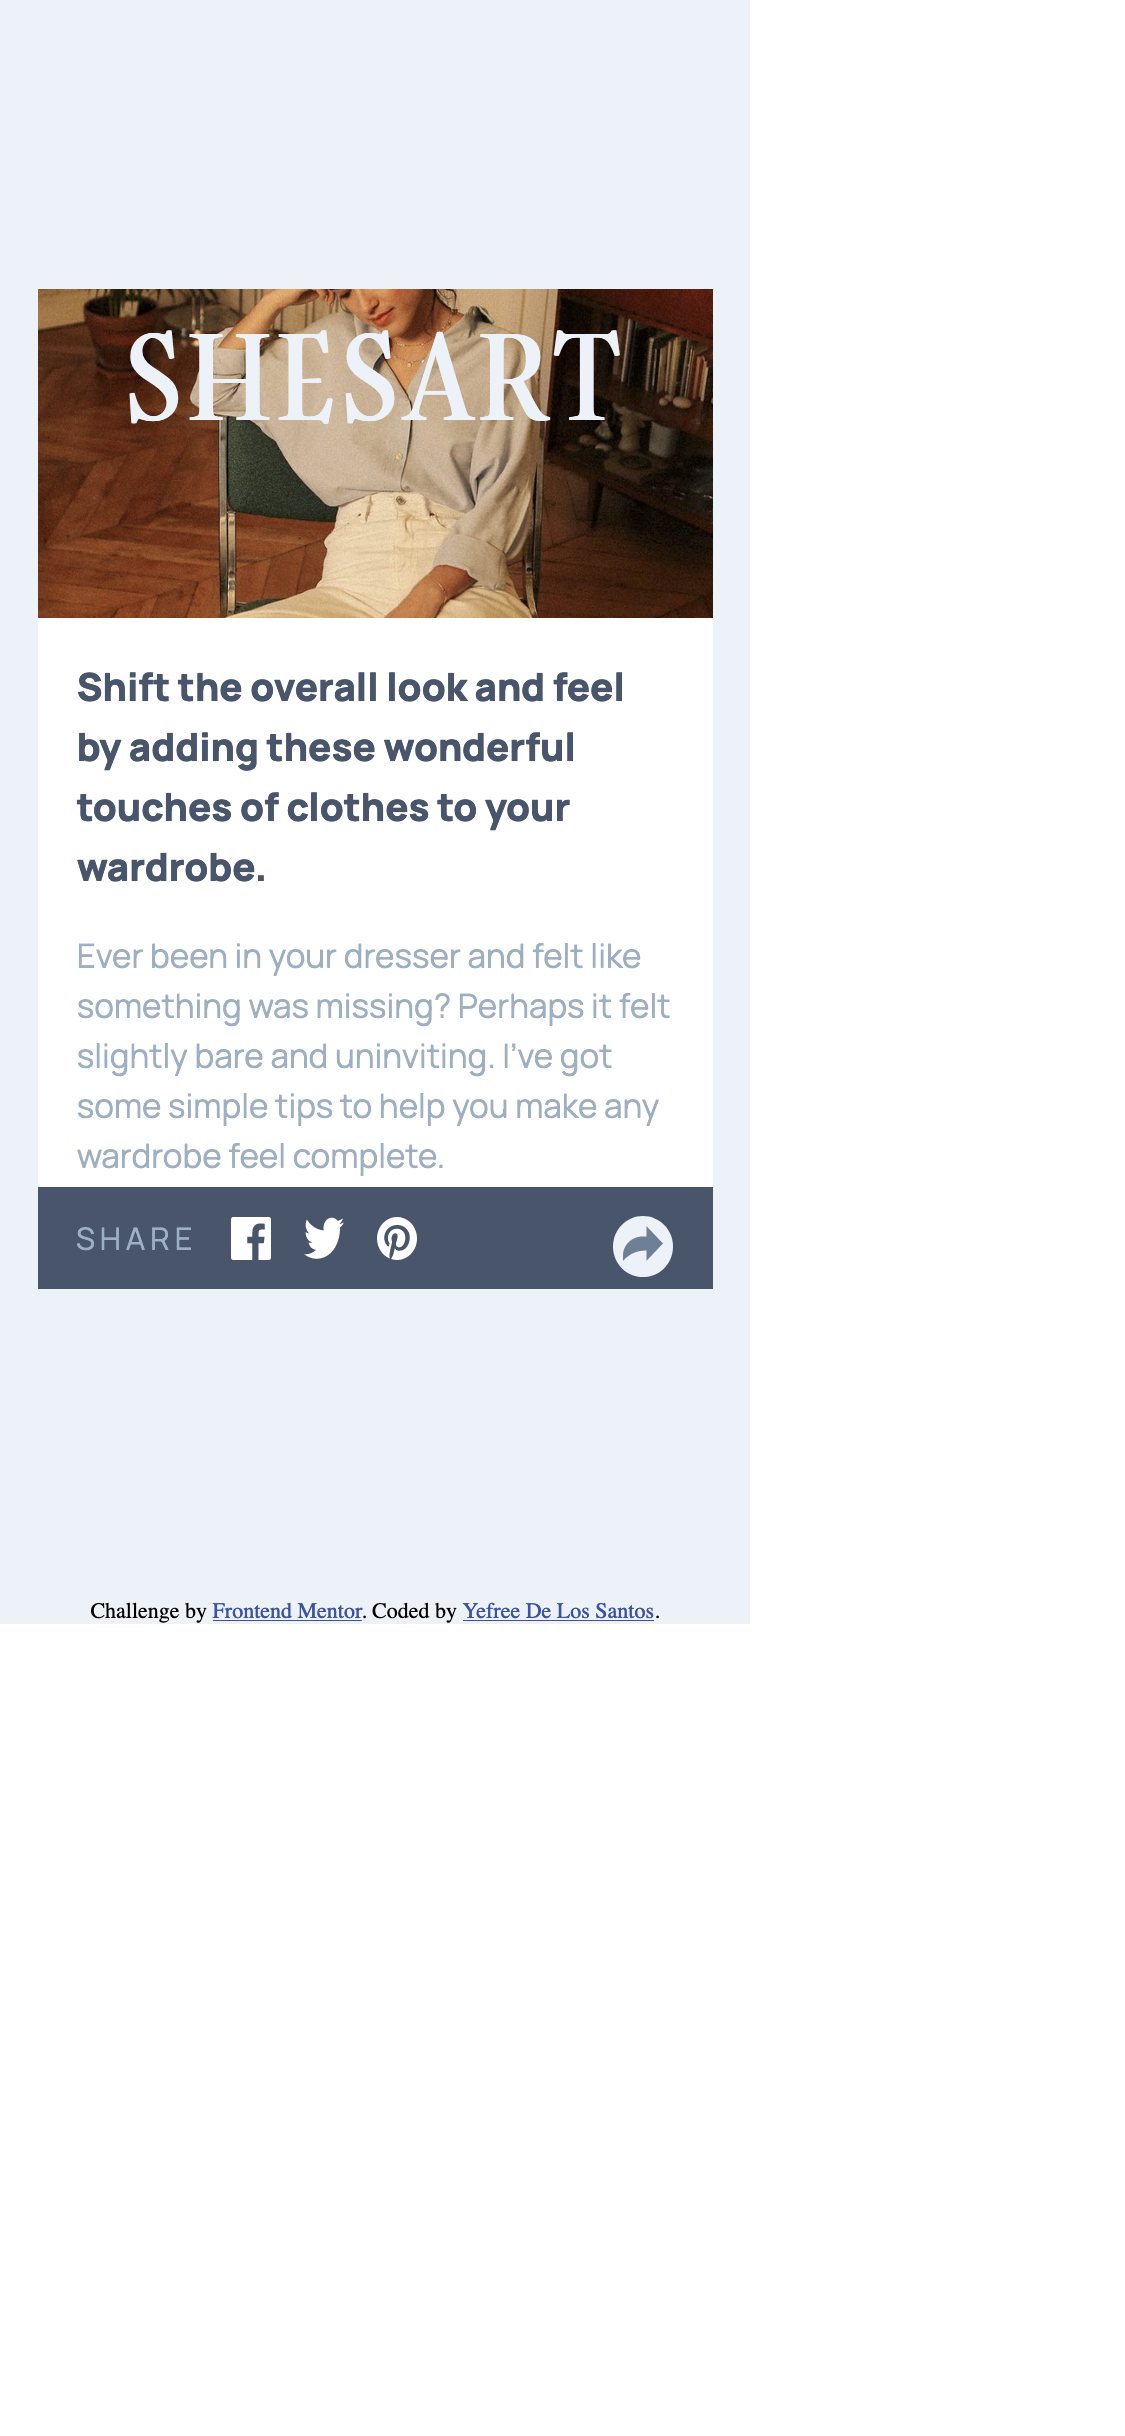 SHESART
Shift the overall look and feel
by adding these wonderful
touches of clothes to your
wardrobe.
Ever been in your dresser and felt like
something was missing? Perhaps it felt
slightly bare and uninviting. I’ve got
some simple tips to help you make any
wardrobe feel complete.
SHARE
Challenge by Frontend Mentor. Coded by Yefree De Los Santos.